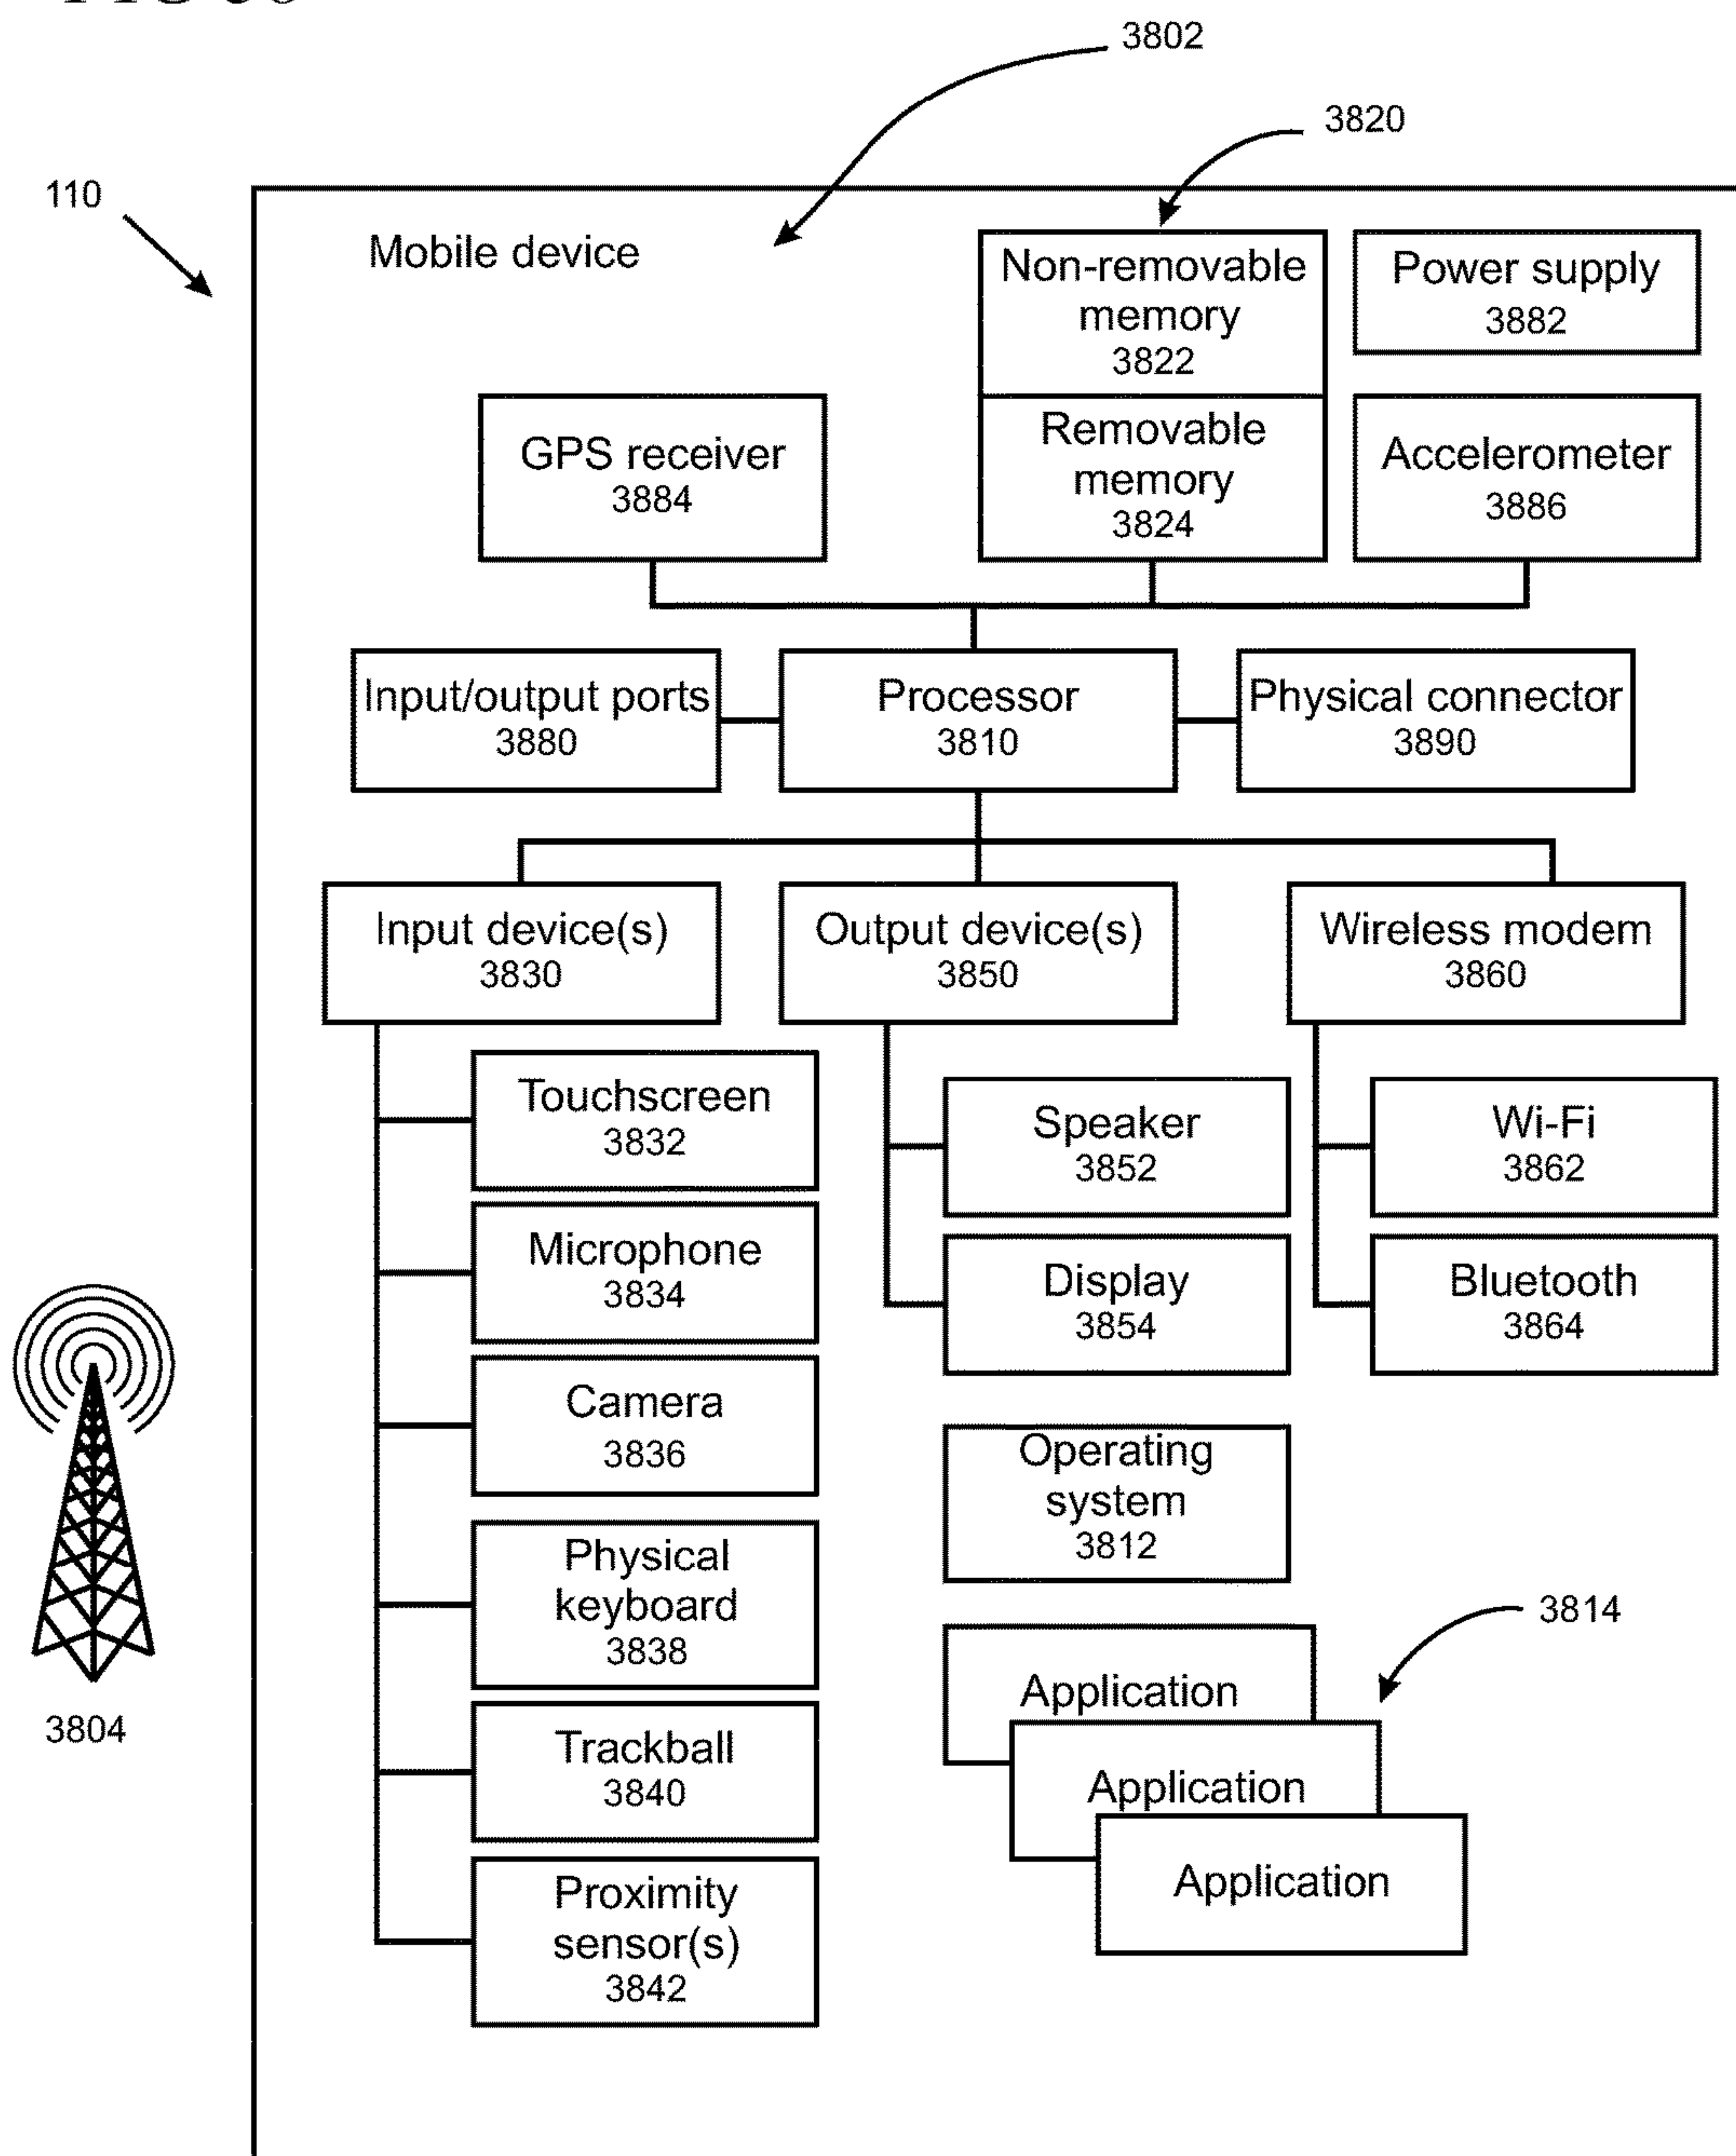 3802
3820
110
Mobile device
Non-removable
memory
3822
Power supply
3882
GPS receiver
3884
Removable
memory
3824
Accelerometer
3886
Input/output ports
3880
Processor
3810
Physical connector
3890
Input device(s)
3830
Output device(s)
3850
Wireless modem
3860
Touchscreen
3832
Speaker
3852
Wi-Fi
3862
Microphone
3834
Display
3854
Bluetooth
3864
Camera
3836
Operating
system
3812
Physical
keyboard
3838
3814
Application
3804
Trackball
3840
Application
Application
Proximity
sensor(s)
3842